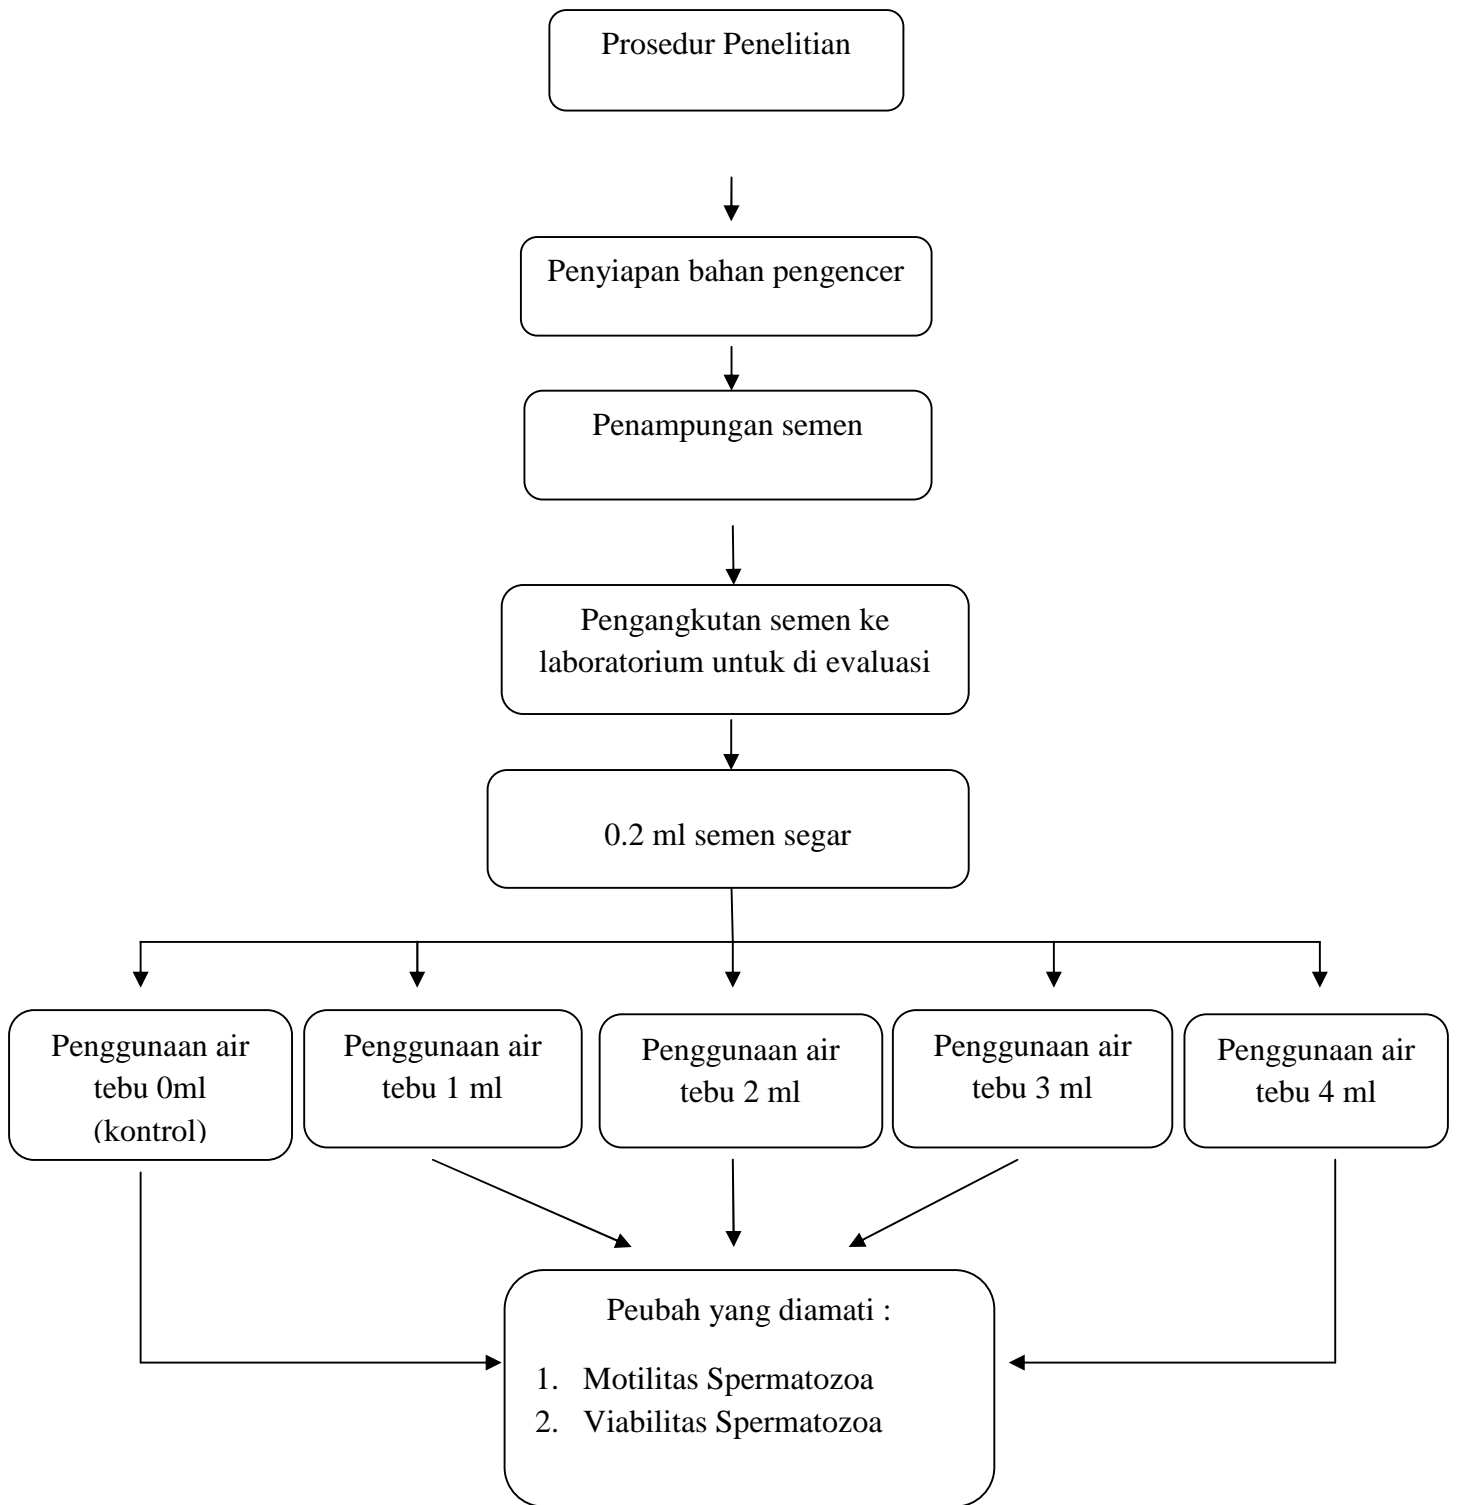 Prosedur Penelitian
Penyiapan bahan pengencer
Penampungan semen
Pengangkutan semen ke
laboratorium untuk di evaluasi
0.2 ml semen segar
Penggunaan air
tebu 0ml
(kontrol)
Penggunaan air
tebu 1 ml
Penggunaan air
tebu 2 ml
Penggunaan air
tebu 3 ml
Penggunaan air
tebu 4 ml
Peubah yang diamati :
1. Motilitas Spermatozoa
2. Viabilitas Spermatozoa